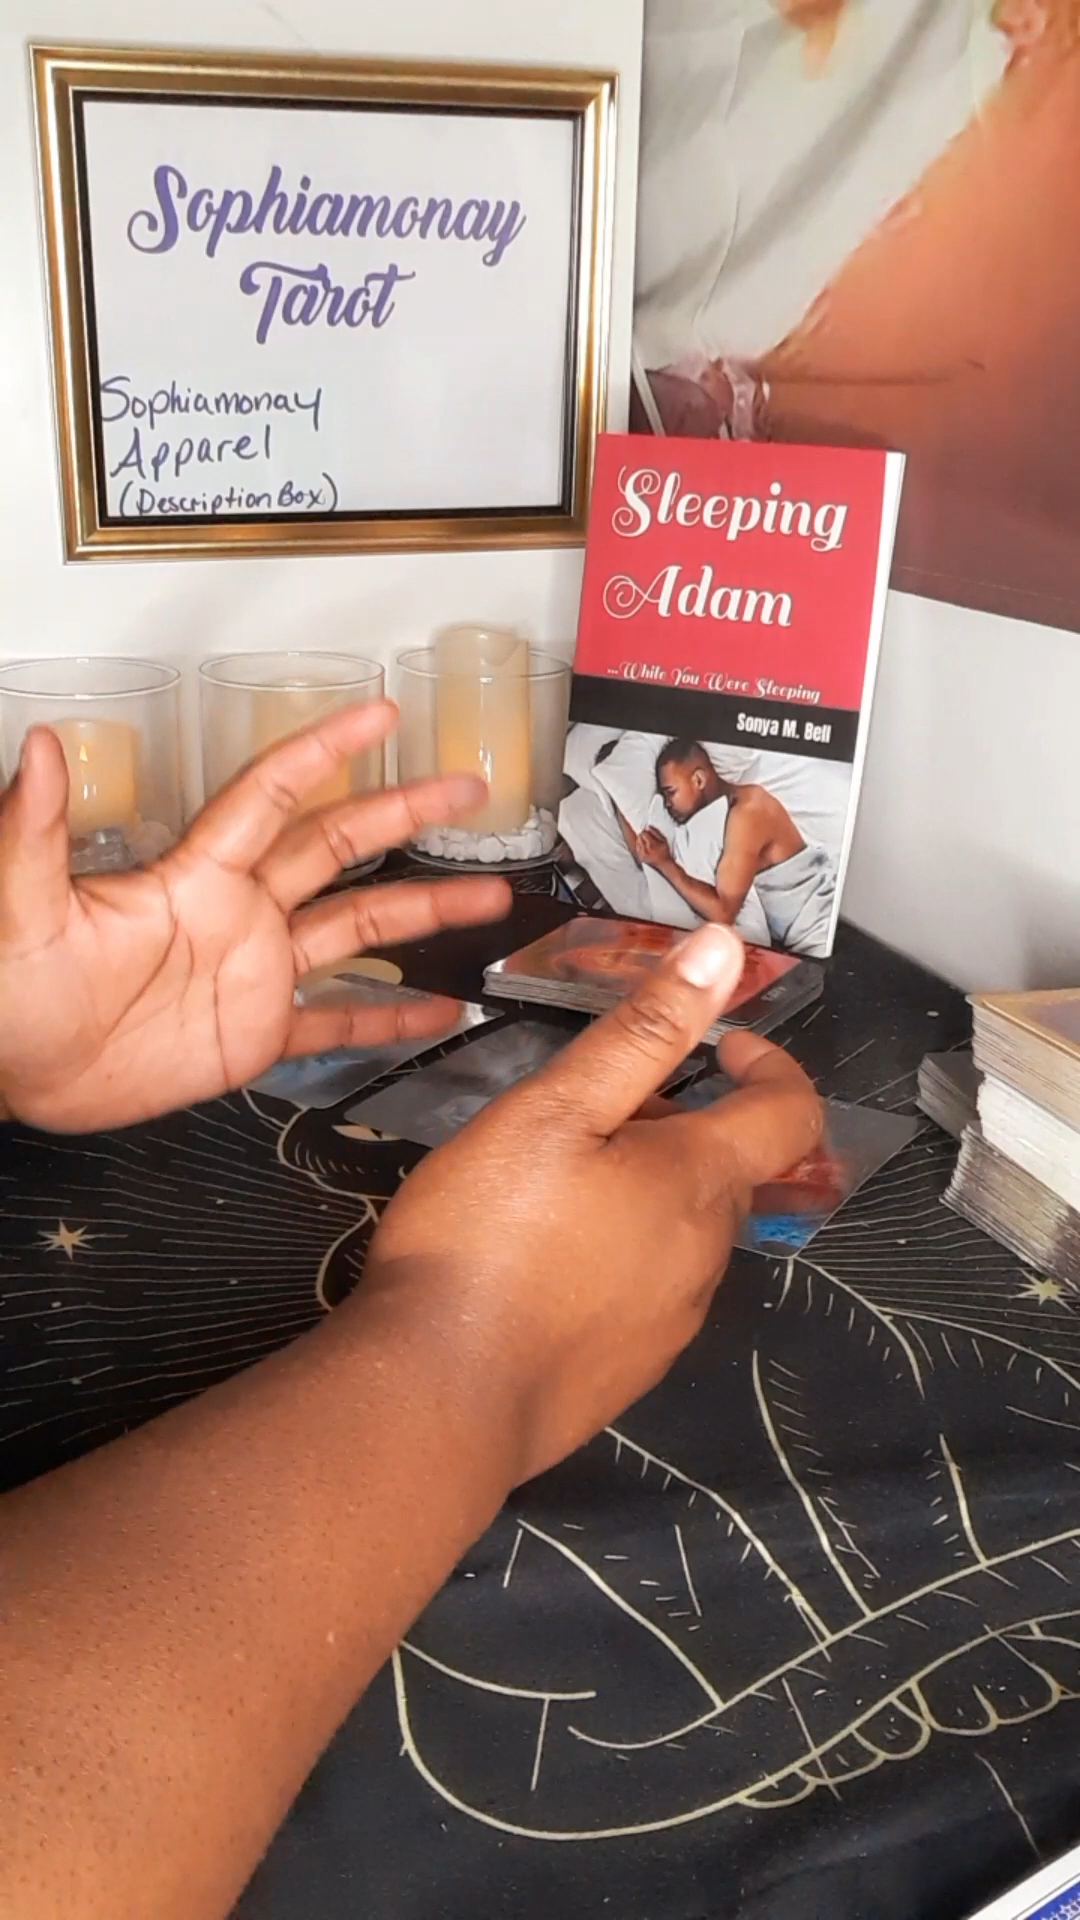 Sophiamonay
Tarot
Sophiamonay
Apparel
(Description Box)
Sleeping
Adam
...While You Were Sleeping
Sonya M. Bell